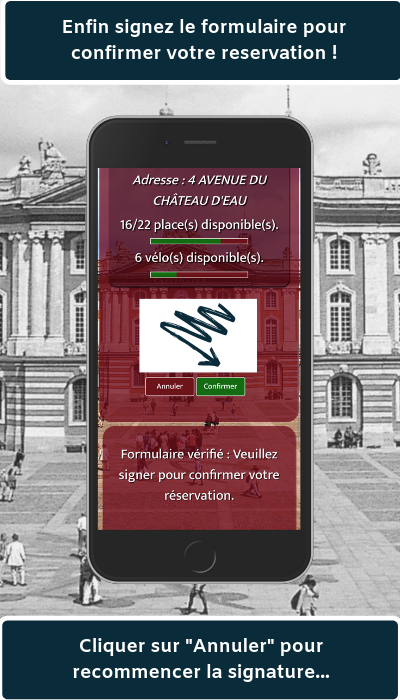 Enfin signez le formulaire pour
confirmer votre reservation !
Adresse : 4 AVENUE DU
CHÂTEAU D'EAU
16/22 place(s) disponible(s).
6 vélo(s) disponible(s).
Annuler
Confirmer
Formulaire vérifié : Veuillez
signer pour confirmer votre
réservation.
Cliquer sur "Annuler" pour
recommencer la signature...